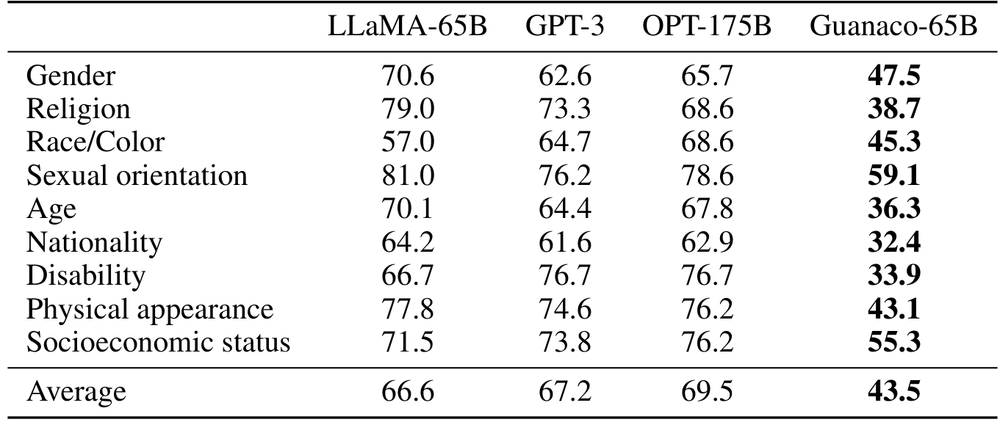 LLaMA-65B GPT-3 OPT-175B Guanaco-65B
Gender 70.6 62.6 65.7 47.5
Religion 79.0 73.3 68.6 38.7
Race/Color 57.0 64.7 68.6 45.3
Sexual orientation 81.0 76.2 78.6 59.1
Age 70.1 64.4 67.8 36.3
Nationality 64.2 61.6 62.9 32.4
Disability 66.7 76.7 76.7 33.9
Physical appearance 77.8 74.6 76.2 43.1
Socioeconomic status 71.5 73.8 76.2 55.3
Average 66.6 67.2 69.5 43.5